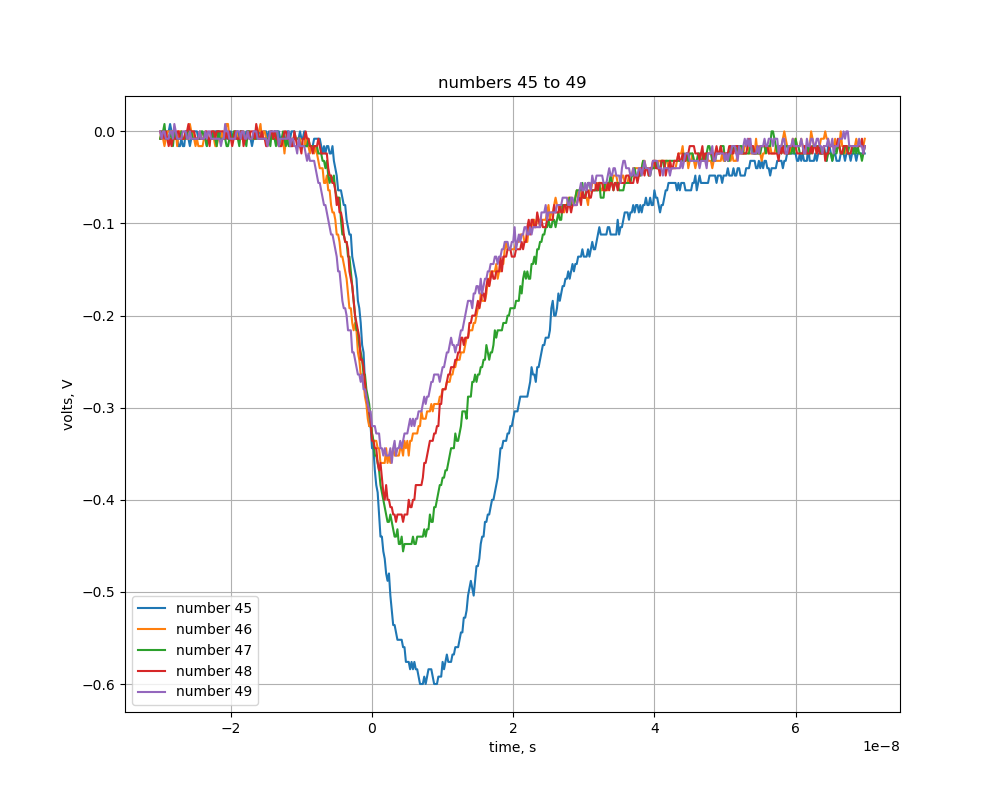 numbers 45 to 49
0.0
−0.1
−0.2
−0.3
−0.4
−0.5
−0.6
volts, V
number 45
number 46
number 47
number 48
number 49
−2
0
2
4
6
time, s
1e−8